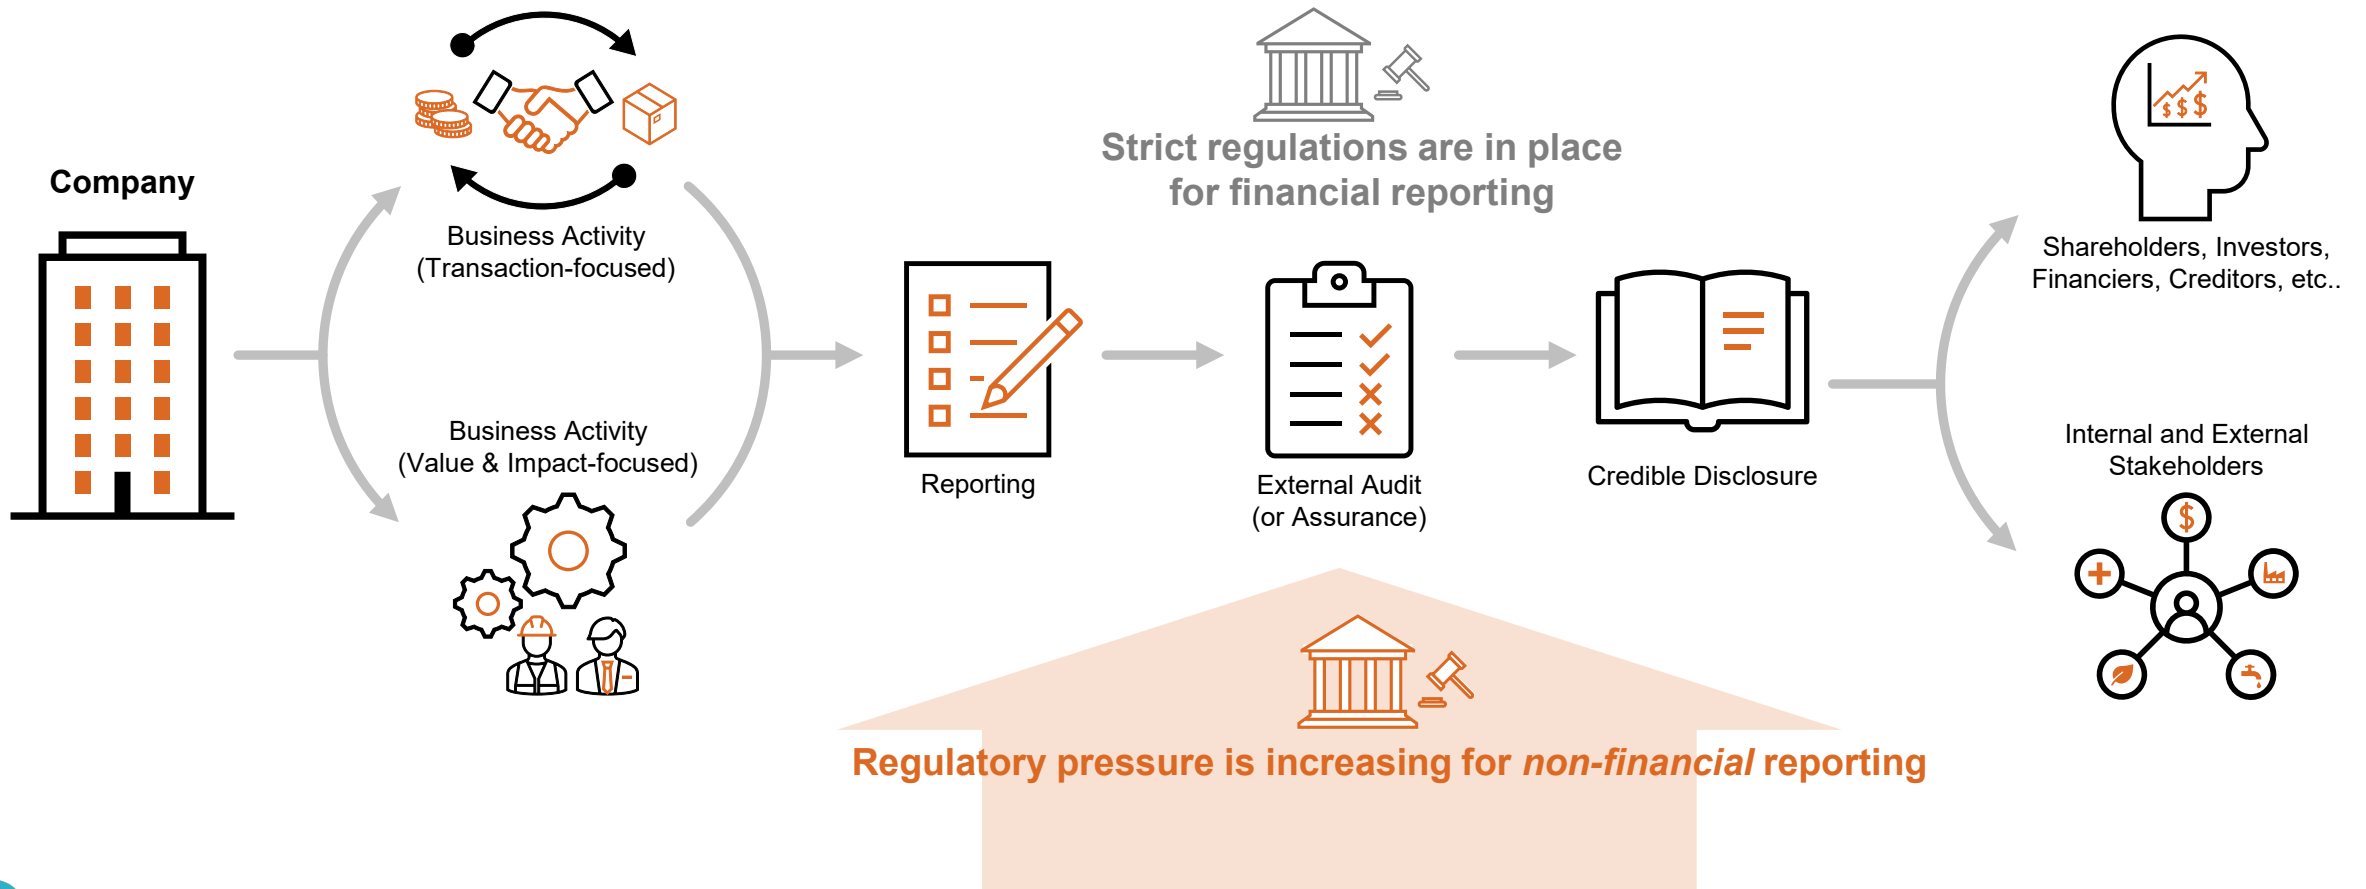 Company
Business Activity
(Transaction-focused)
Business Activity
(Value & Impact-focused)
Strict regulations are in place
for financial reporting
Reporting
External Audit
(or Assurance)
Credible Disclosure
Shareholders, Investors,
Financiers, Creditors, etc..
Internal and External
Stakeholders
Regulatory pressure is increasing for non-financial reporting